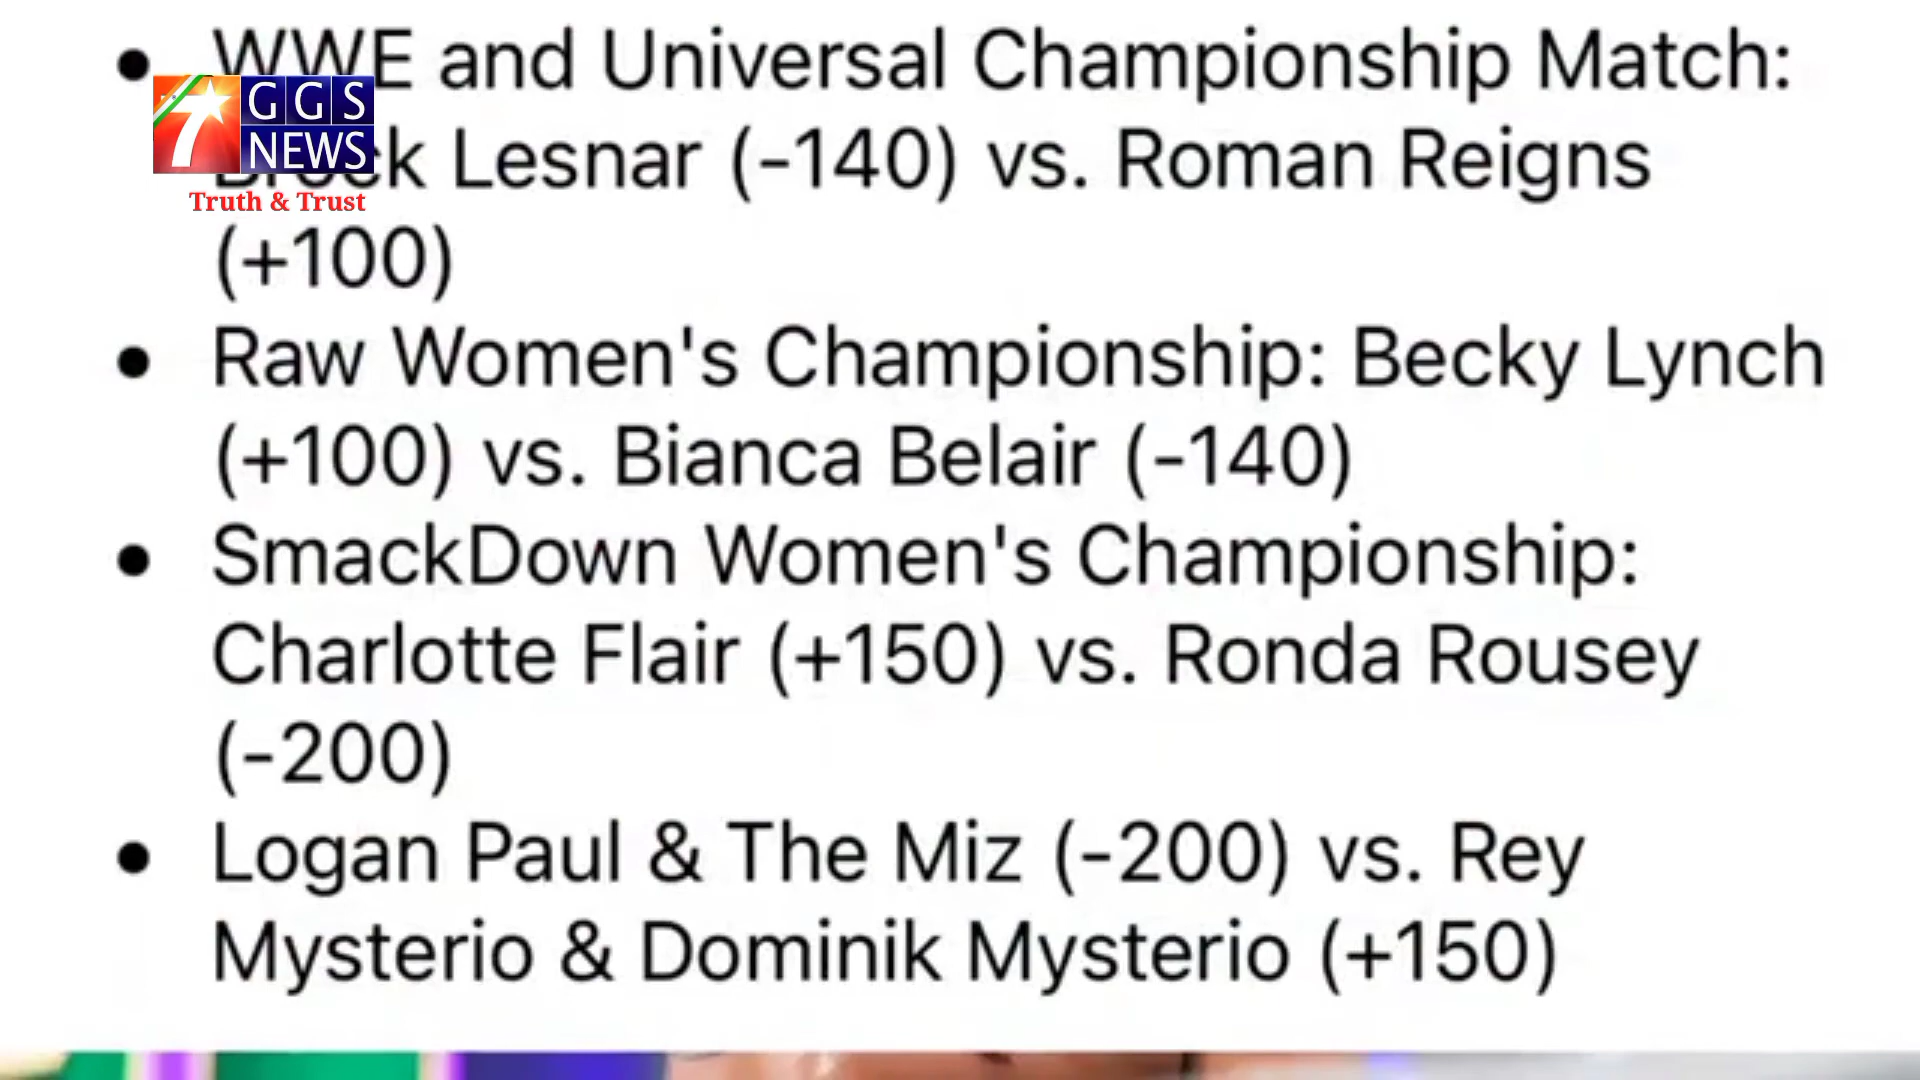 WWE and Universal Championship Match:
GGS
NEWS
Truth & Trust
Brock Lesnar (-140) vs. Roman Reigns
(+100)
Raw Women's Championship: Becky Lynch
(+100) vs. Bianca Belair (-140)
SmackDown Women's Championship:
Charlotte Flair (+150) vs. Ronda Rousey
(-200)
Logan Paul & The Miz (-200) vs. Rey
Mysterio & Dominik Mysterio (+150)